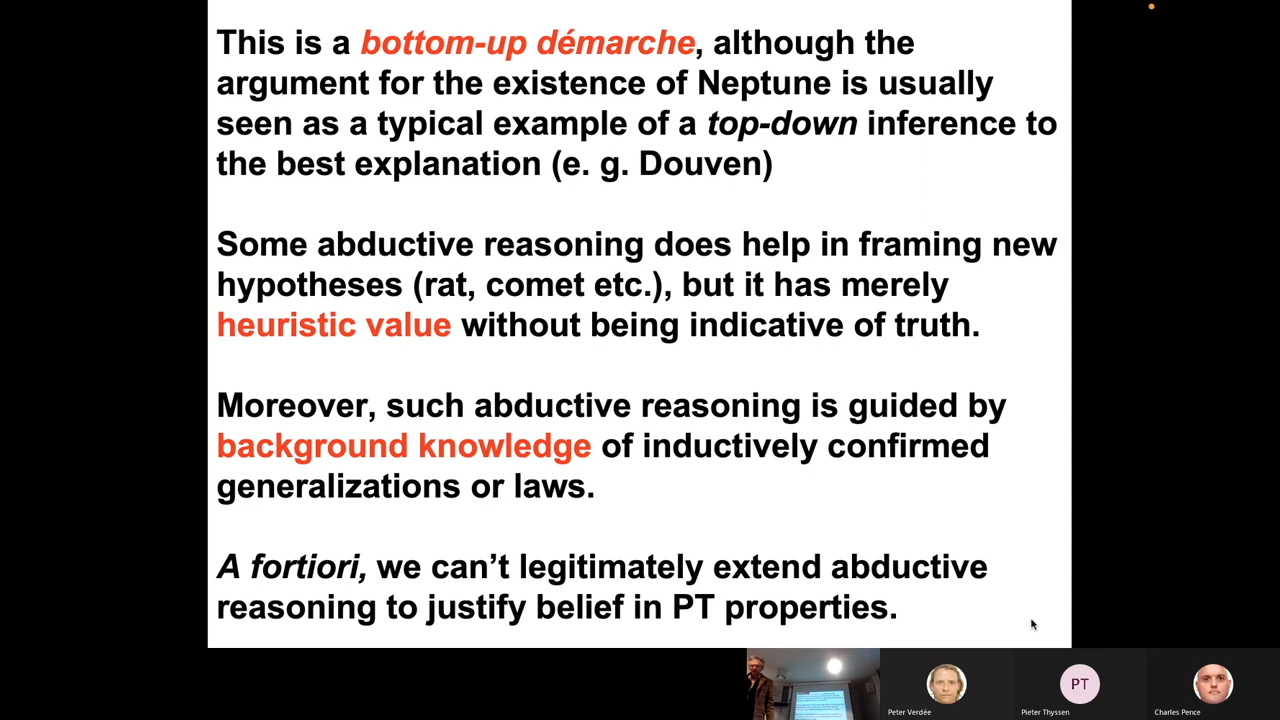 This is a bottom-up démarche, although the
argument for the existence of Neptune is usually
seen as a typical example of a top-down inference to
the best explanation (e. g. Douven)
Some abductive reasoning does help in framing new
hypotheses (rat, comet etc.), but it has merely
heuristic value without being indicative of truth.
Moreover, such abductive reasoning is guided by
background knowledge of inductively confirmed
generalizations or laws.
A fortiori, we can’t legitimately extend abductive
reasoning to justify belief in PT properties.
PT
Peter Verdée
Pieter Thyssen
Charles Pence